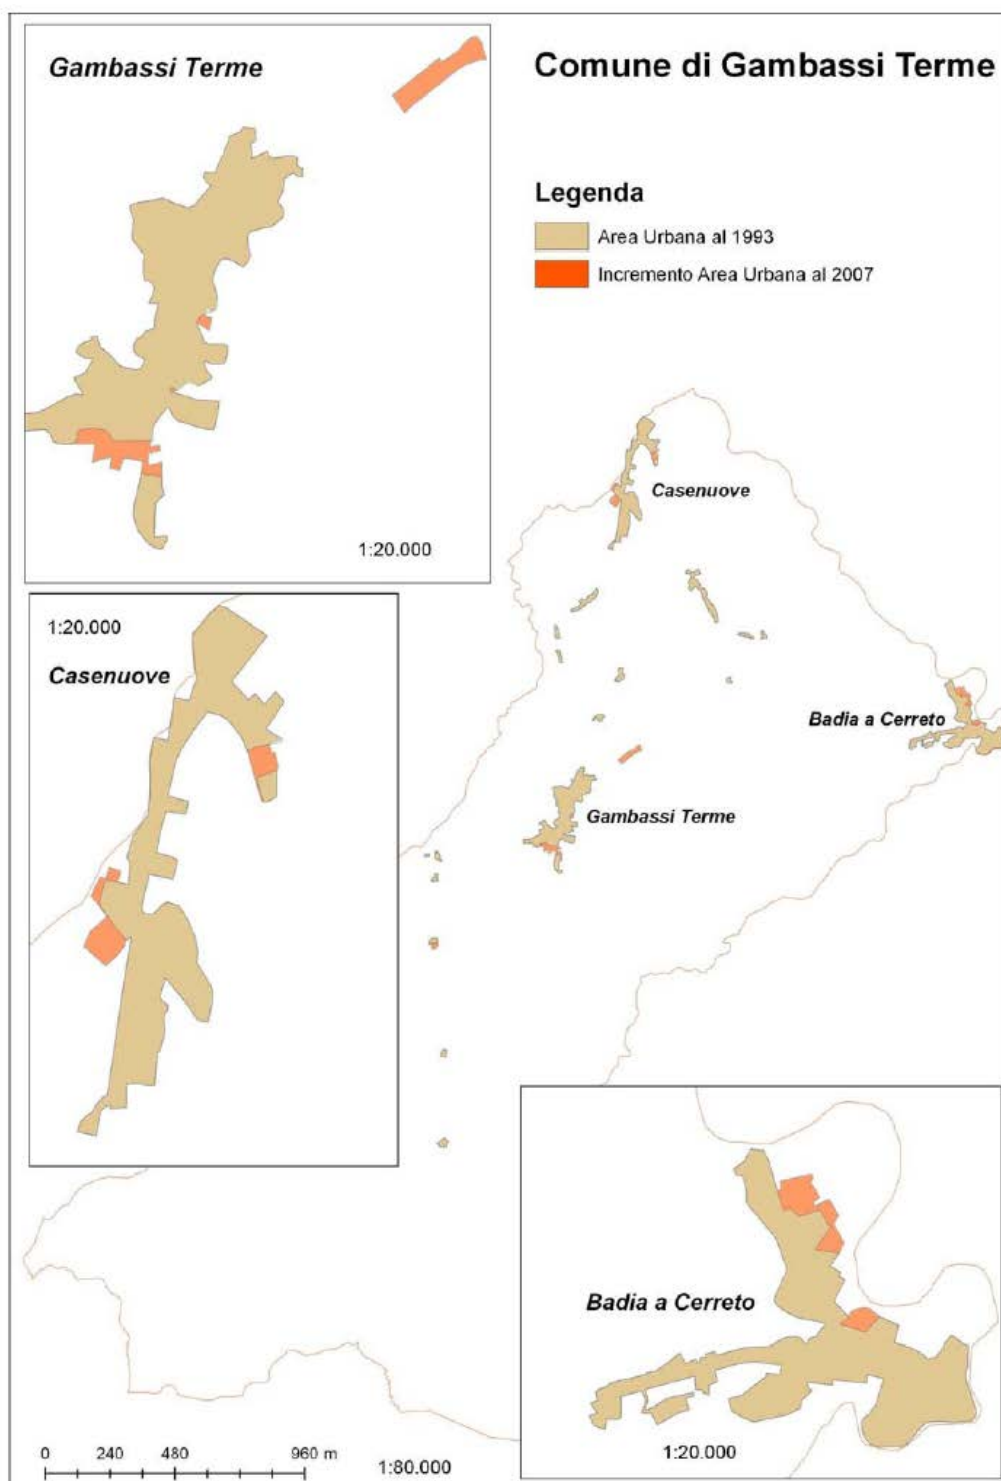 Gambassi Terme
Comune di Gambassi Terme
Legenda
Area Urbana al 1993
Incremento Area Urbana al 2007
1:20.000
Casenuove
1:20.000
Casenuove
Badia a Cerreto
Gambassi Terme
Badia a Cerreto
1:20.000
0 240 480 960 m
1:80.000